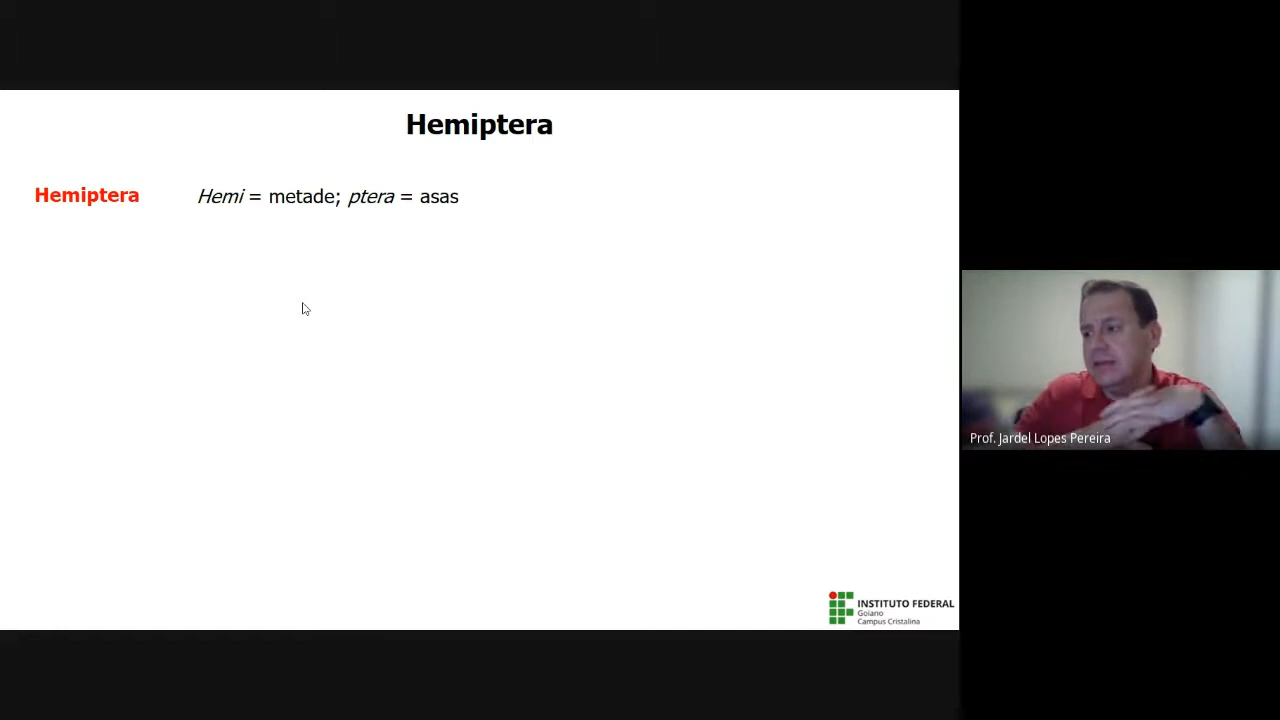 Hemiptera
Hemiptera Hemi = metade; ptera = asas
Prof. Jardel Lopes Pereira
INSTITUTO FEDERAL
Goiano
Campus Cristalina